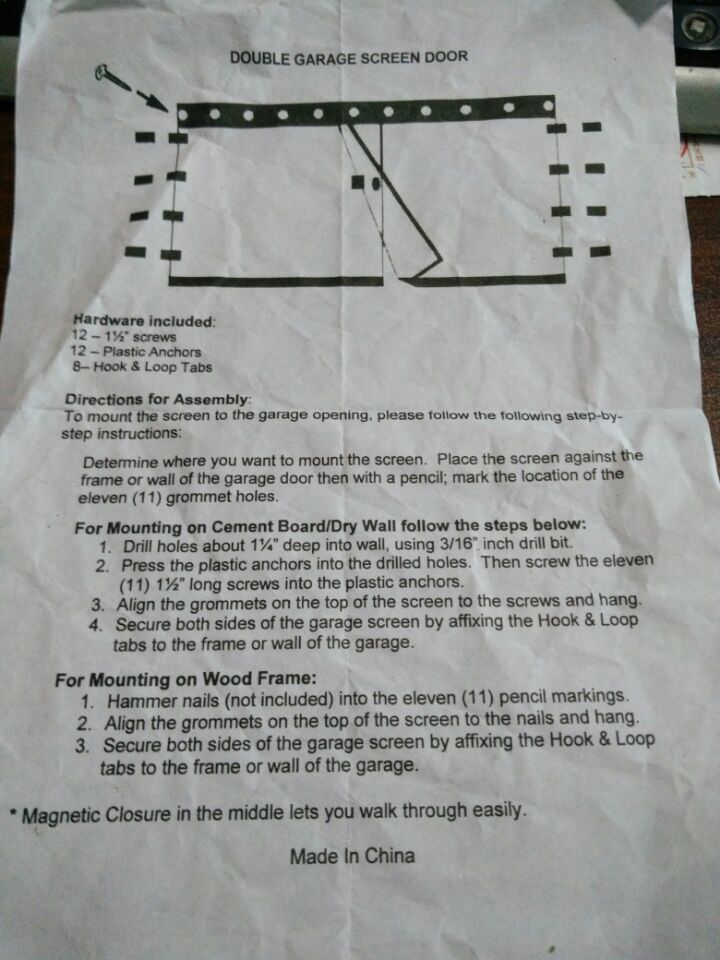 DOUBLE GARAGE SCREEN DOOR
Hardware included:
12 – 1½" screws
12 – Plastic Anchors
8– Hook & Loop Tabs
Directions for Assembly:
To mount the screen to the garage opening, please follow the following step-by-
step instructions:
Determine where you want to mount the screen. Place the screen against the
frame or wall of the garage door then with a pencil; mark the location of the
eleven (11) grommet holes.
For Mounting on Cement Board/Dry Wall follow the steps below:
1. Drill holes about 1¼" deep into wall, using 3/16" inch drill bit.
2. Press the plastic anchors into the drilled holes. Then screw the eleven
(11) 1½" long screws into the plastic anchors.
3. Align the grommets on the top of the screen to the screws and hang.
4. Secure both sides of the garage screen by affixing the Hook & Loop
tabs to the frame or wall of the garage.
For Mounting on Wood Frame:
1. Hammer nails (not included) into the eleven (11) pencil markings.
2. Align the grommets on the top of the screen to the nails and hang.
3. Secure both sides of the garage screen by affixing the Hook & Loop
tabs to the frame or wall of the garage.
* Magnetic Closure in the middle lets you walk through easily.
Made In China